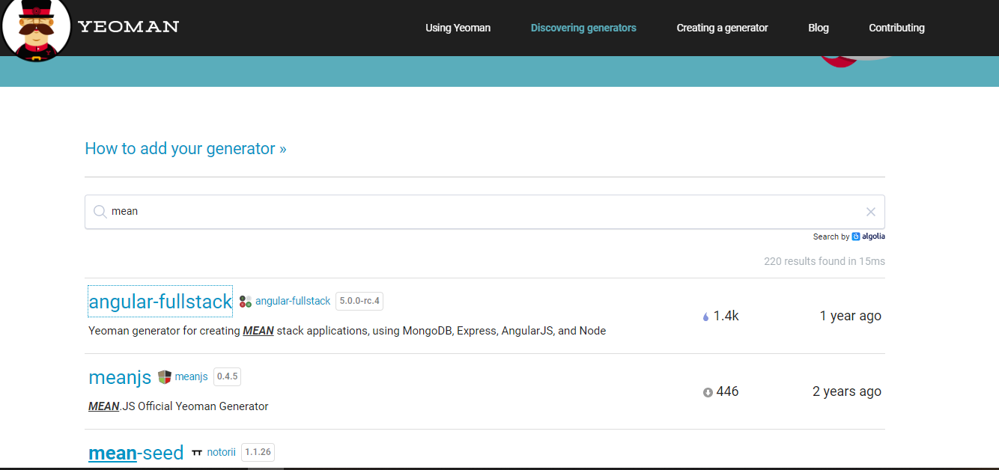 YEOMAN
Using Yeoman
Discovering generators
Creating a generator
Blog
Contributing
How to add your generator »
mean
Search by algolia
220 results found in 15ms
angular-fullstack angular-fullstack 5.0.0-rc.4
1.4k
1 year ago
Yeoman generator for creating MEAN stack applications, using MongoDB, Express, AngularJS, and Node
meanjs meanjs 0.4.5
446
2 years ago
MEAN.JS Official Yeoman Generator
mean-seed notorii 1.1.26